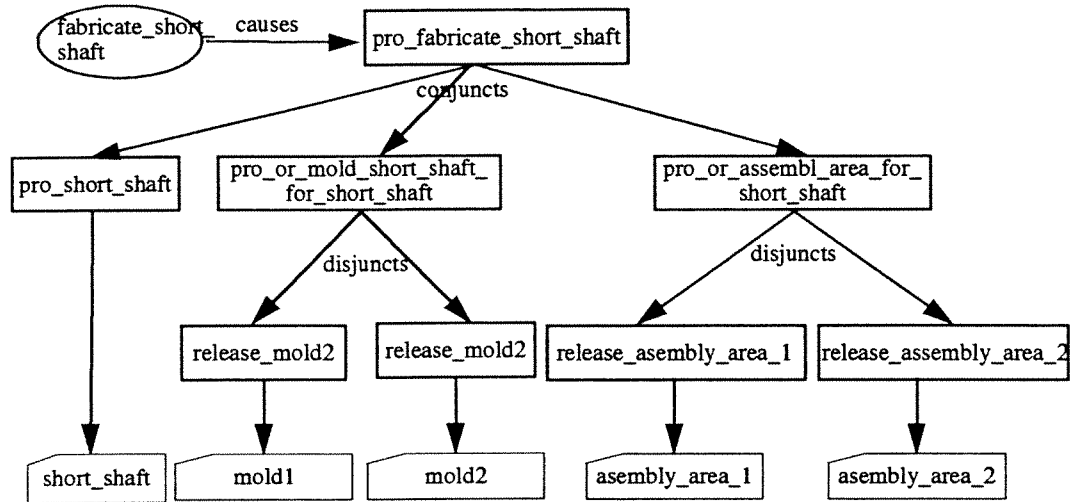 fabricate_short_
shaft
causes
pro_fabricate_short_shaft
conjuncts
pro_short_shaft
pro_or_mold_short_shaft_
for_short_shaft
pro_or_assembl_area_for_
short_shaft
disjuncts
disjuncts
release_mold2
release_mold2
release_asembly_area_1
release_assembly_area_2
short_shaft
mold1
mold2
asembly_area_1
asembly_area_2